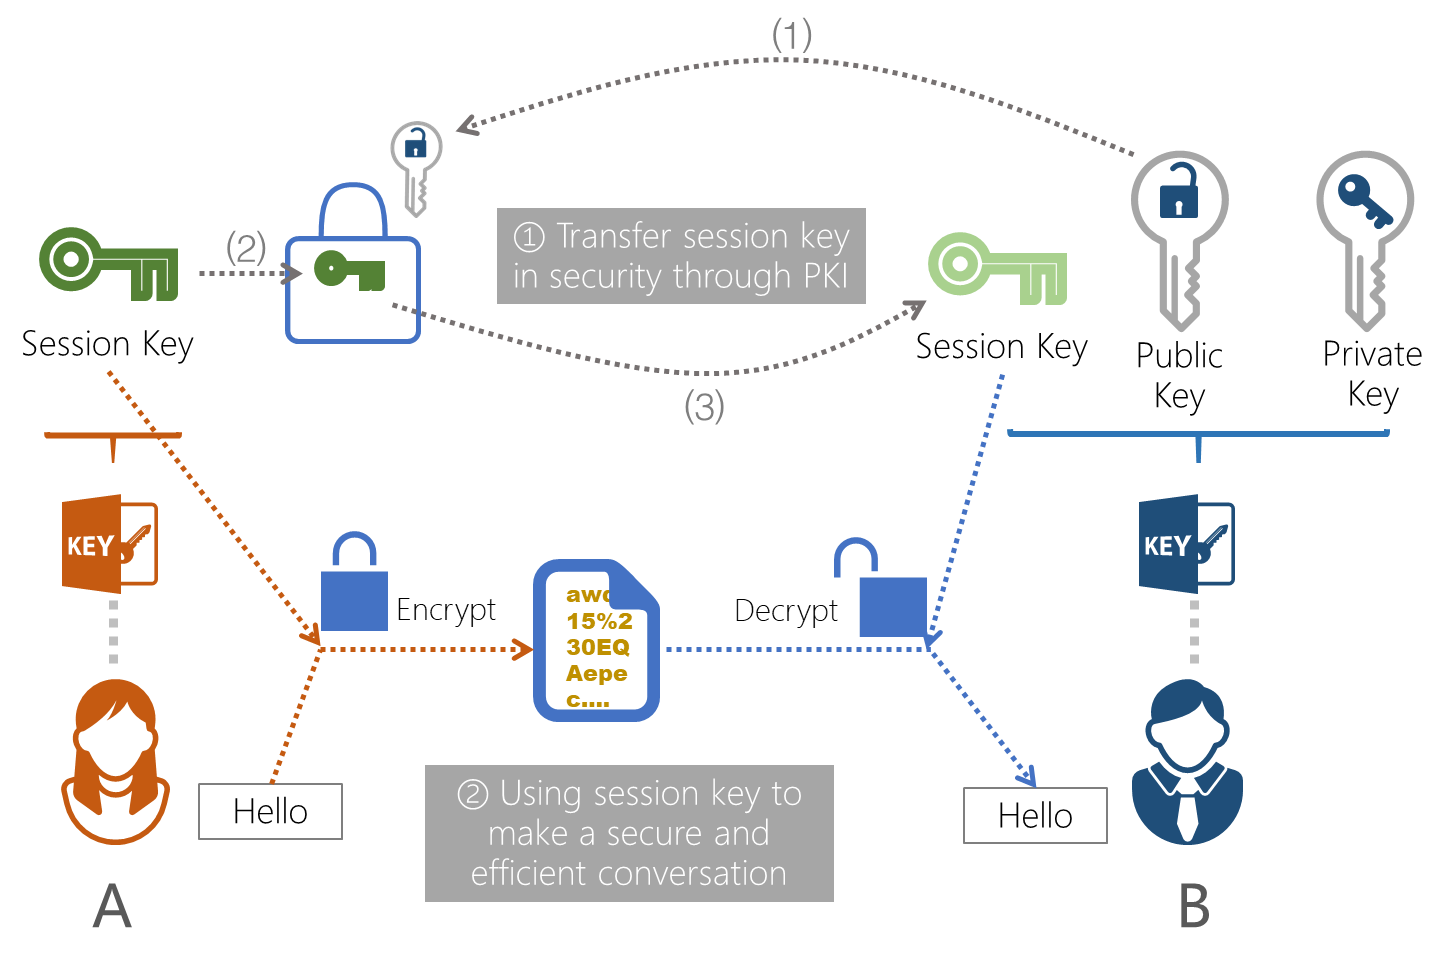 (1)
(2)
① Transfer session key
in security through PKI
Session Key
Session Key
Public
Key
Private
Key
(3)
KEY
KEY
Encrypt
Decrypt
15%2
30EQ
Aepe
c....
Hello
Hello
② Using session key to
make a secure and
efficient conversation
A
B